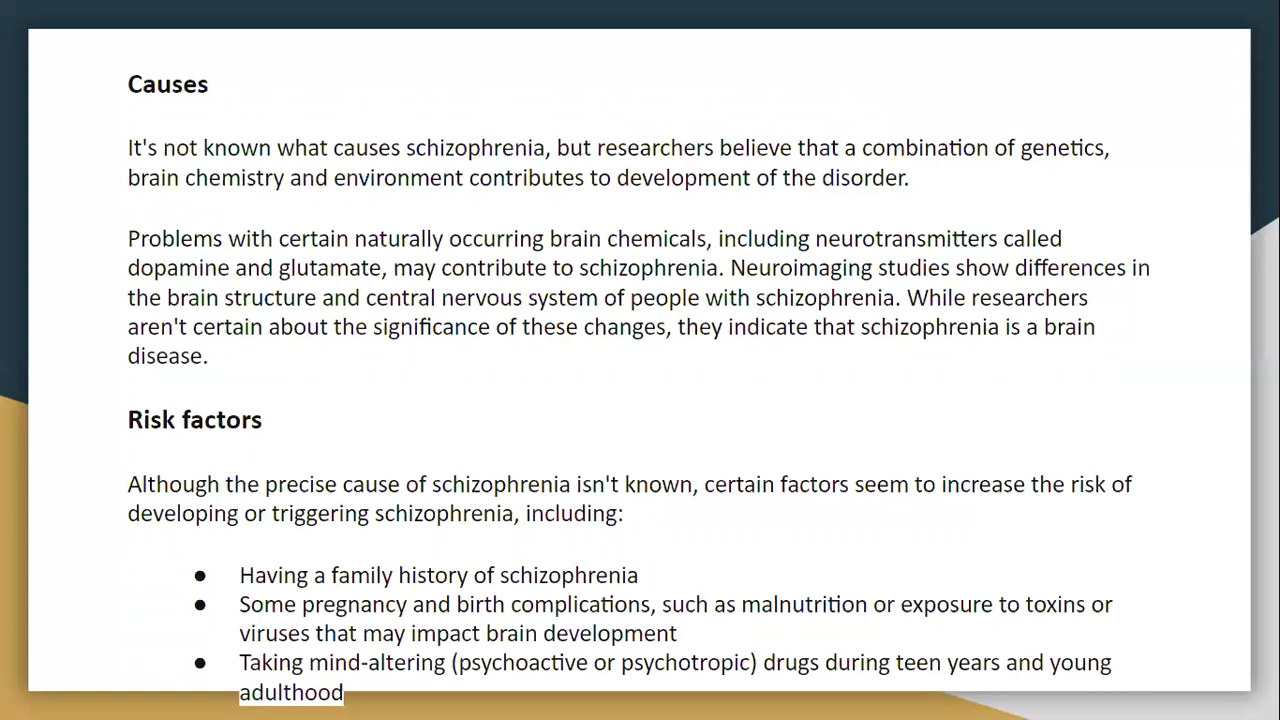 Causes
It's not known what causes schizophrenia, but researchers believe that a combination of genetics,
brain chemistry and environment contributes to development of the disorder.
Problems with certain naturally occurring brain chemicals, including neurotransmitters called
dopamine and glutamate, may contribute to schizophrenia. Neuroimaging studies show differences in
the brain structure and central nervous system of people with schizophrenia. While researchers
aren't certain about the significance of these changes, they indicate that schizophrenia is a brain
disease.
Risk factors
Although the precise cause of schizophrenia isn't known, certain factors seem to increase the risk of
developing or triggering schizophrenia, including:
● Having a family history of schizophrenia
● Some pregnancy and birth complications, such as malnutrition or exposure to toxins or
viruses that may impact brain development
● Taking mind-altering (psychoactive or psychotropic) drugs during teen years and young
adulthood